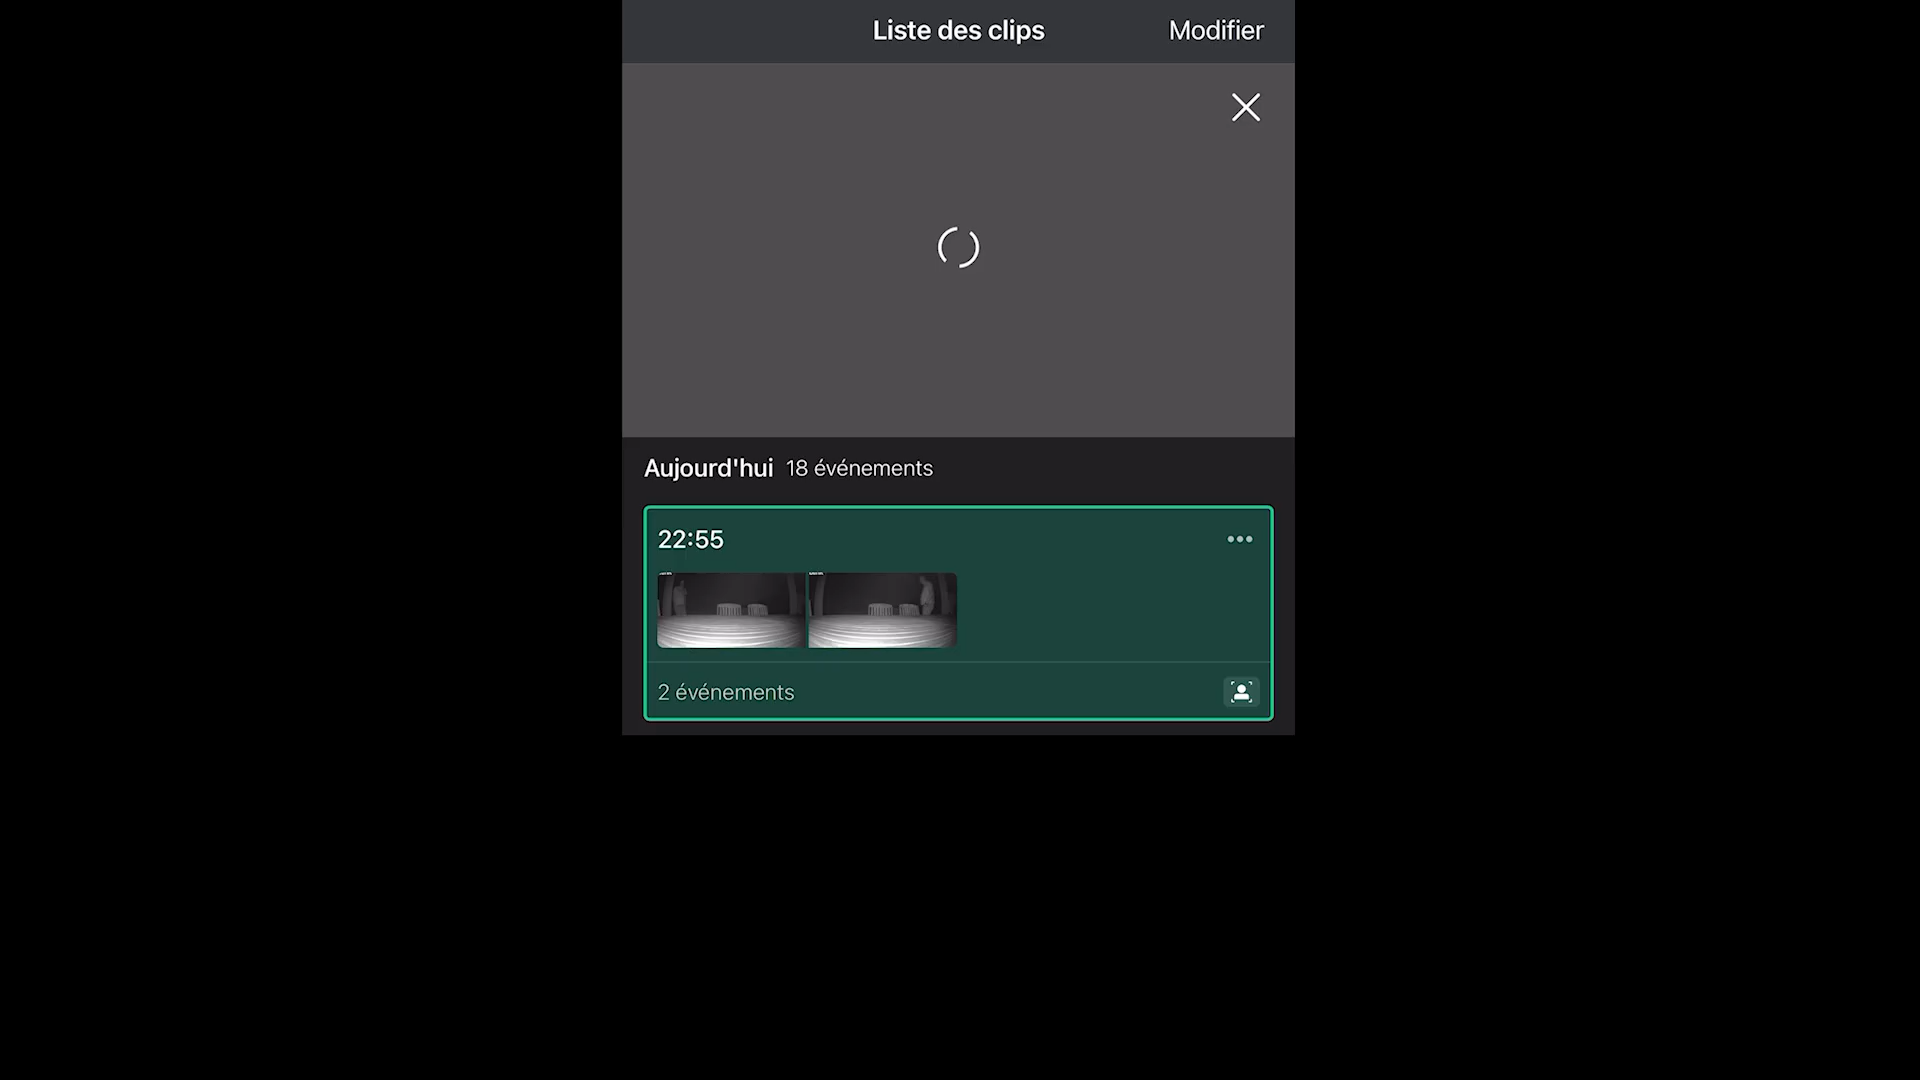 Liste des clips Modifier
Aujourd'hui 18 événements
22:55
2 événements